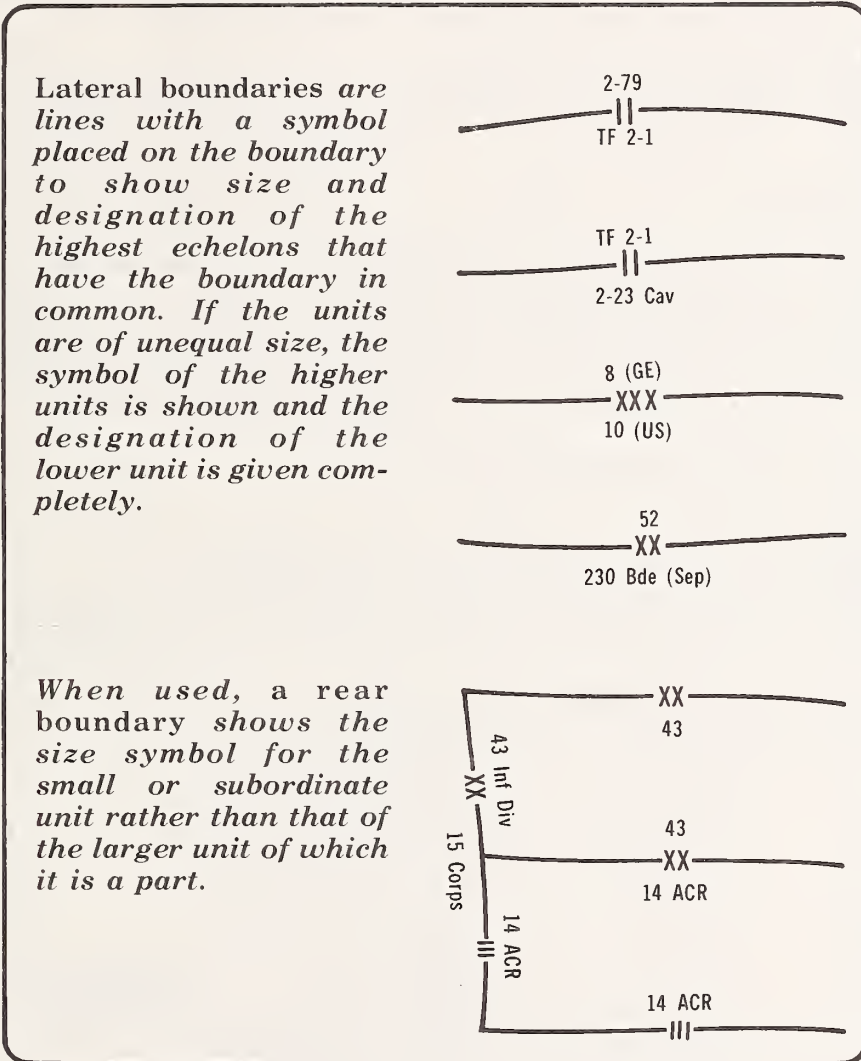 Lateral boundaries are
lines with a symbol
placed on the boundary
to show size and
designation of the
highest echelons that
have the boundary in
common. If the units
are of unequal size, the
symbol of the higher
units is shown and the
designation of the
lower unit is given com-
pletely.
2-79
||
TF 2-1
TF 2-1
||
2-23 Cav
8 (GE)
XXX
10 (US)
52
XX
230 Bde (Sep)
When used, a rear
boundary shows the
size symbol for the
small or subordinate
unit rather than that of
the larger unit of which
it is a part.
XX
43
43 Inf Div
XX
15 Corps
43
XX
14 ACR
14 ACR
|||
14 ACR
|||